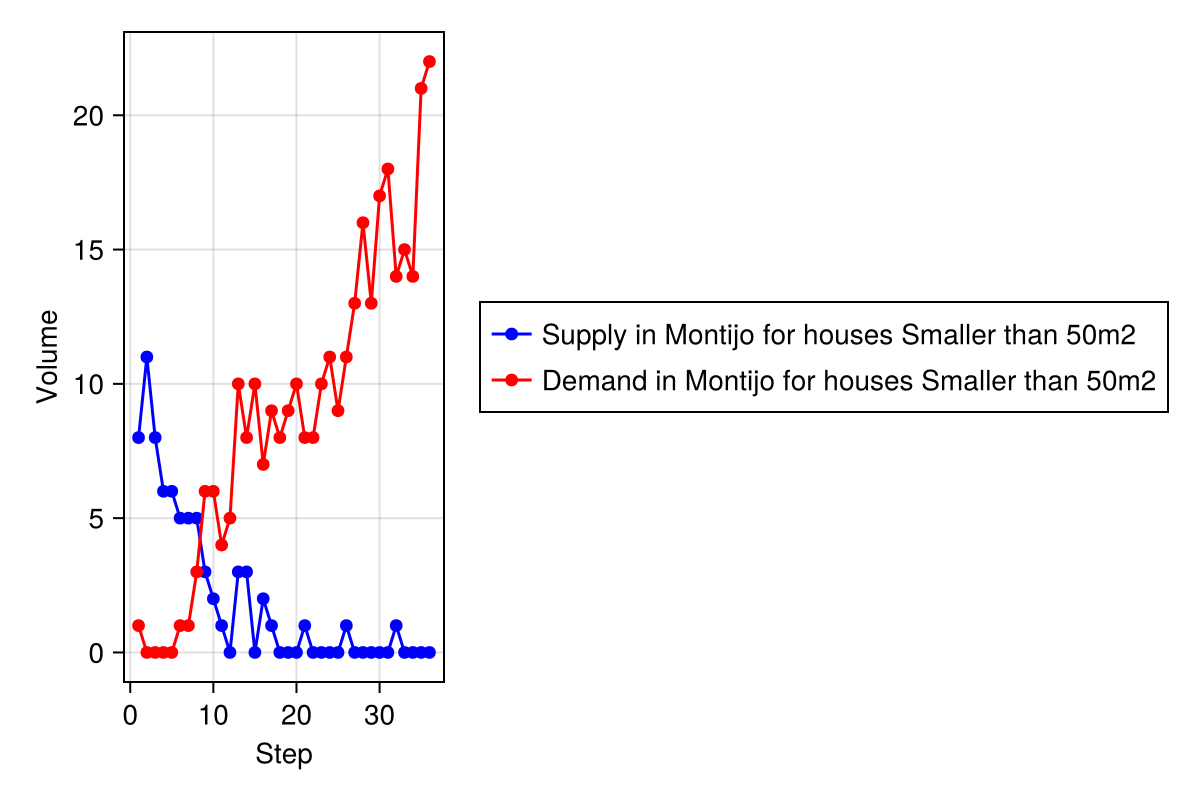 20
15
10
5
0
Volume
0 10 20 30
Step
Supply in Montijo for houses Smaller than 50m2
Demand in Montijo for houses Smaller than 50m2